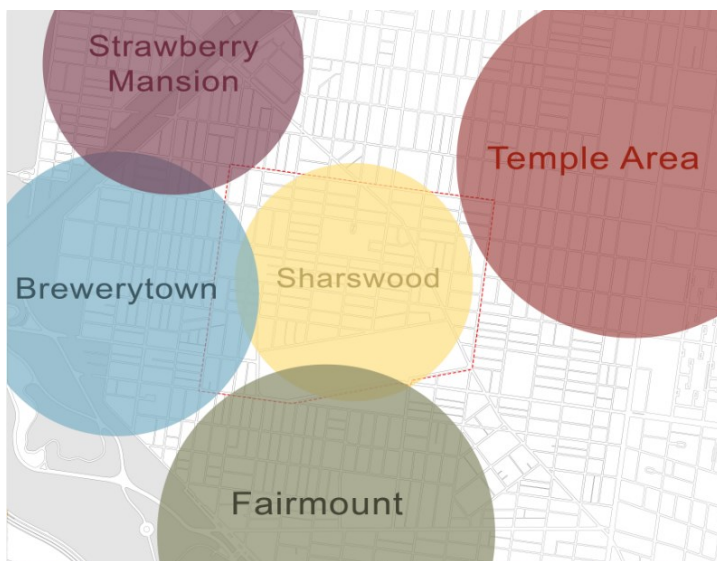 Strawberry
Mansion
Temple Area
Brewerytown
Sharswood
Fairmount